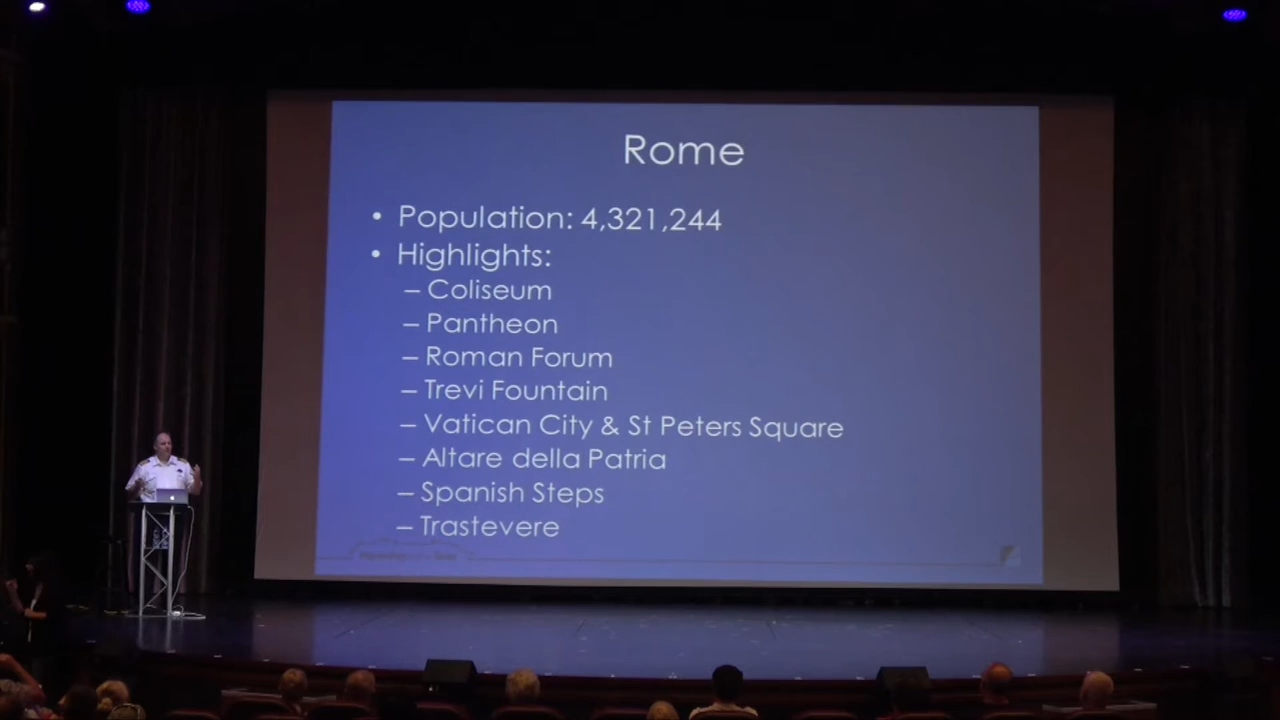 Rome
• Population: 4,321,244
• Highlights:
– Coliseum
– Pantheon
– Roman Forum
– Trevi Fountain
– Vatican City & St Peters Square
– Altare della Patria
– Spanish Steps
– Trastevere